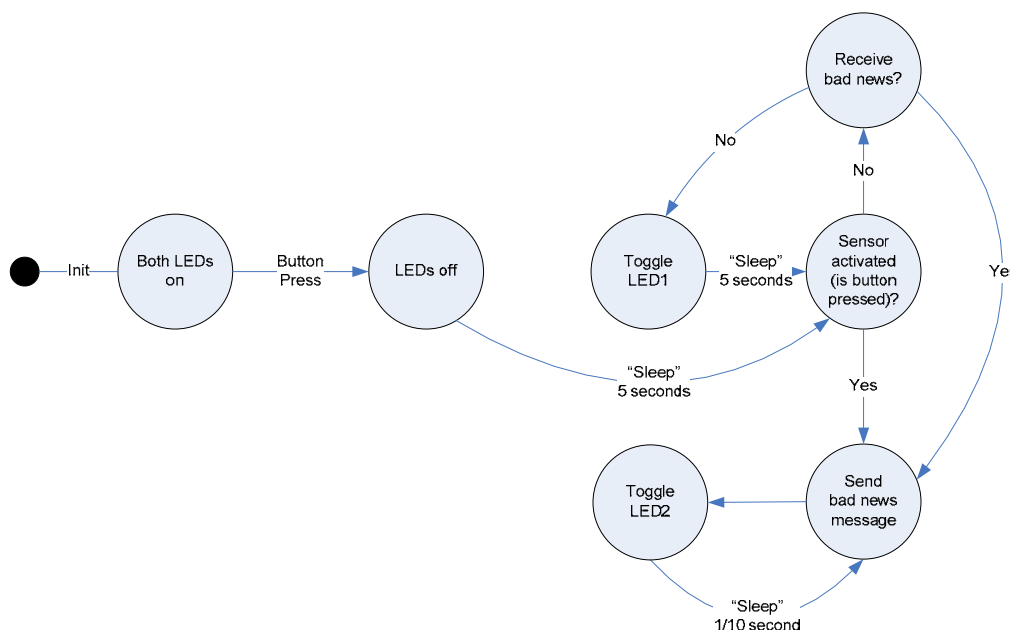 Receive
bad news?
No
No
Init
Both LEDs
on
Button
Press
LEDs off
Toggle
LED1
“Sleep”
5 seconds
Sensor
activated
(is button
pressed)?
Yes
“Sleep”
5 seconds
Yes
Toggle
LED2
Send
bad news
message
“Sleep”
1/10 second